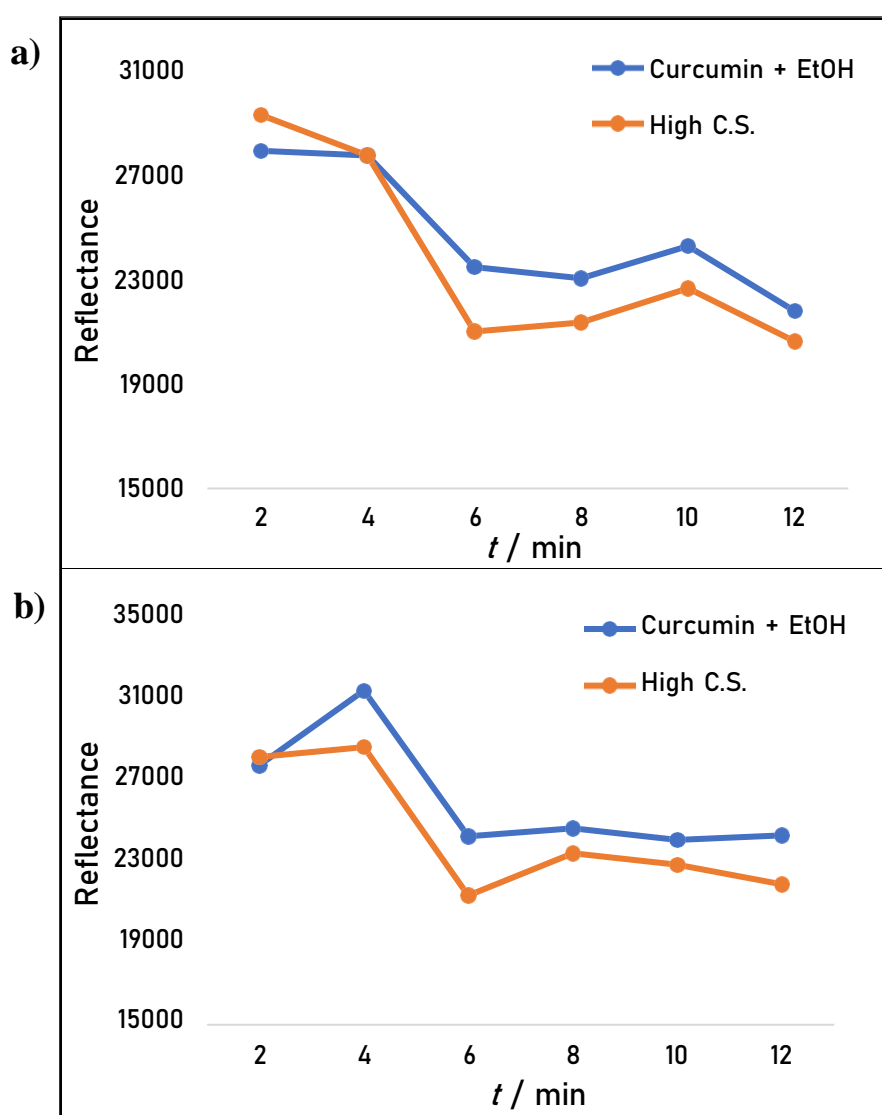 a)
31000
27000
23000
19000
15000
Reflectance
Curcumin + EtOH
High C.S.
2 4 6 8 10 12
t / min
b)
35000
31000
27000
23000
19000
15000
Reflectance
Curcumin + EtOH
High C.S.
2 4 6 8 10 12
t / min